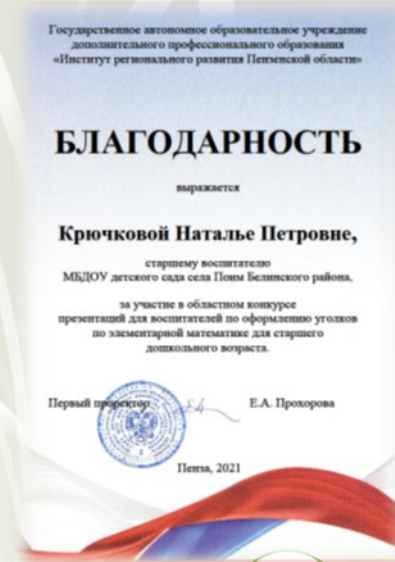 Государственное автономное образовательное учреждение
дополнительного профессионального образования
«Институт регионального развития Пензенской области»
БЛАГОДАРНОСТЬ
выражается
Крючковой Наталье Петровне,
старшему воспитателю
МБДОУ детского сада села Поим Белинского района,
за участие в областном конкурсе
презентаций для воспитателей по оформлению уголков
по элементарной математике для старшего
дошкольного возраста.
Первый проректор Е.А. Прохорова
Пенза, 2021